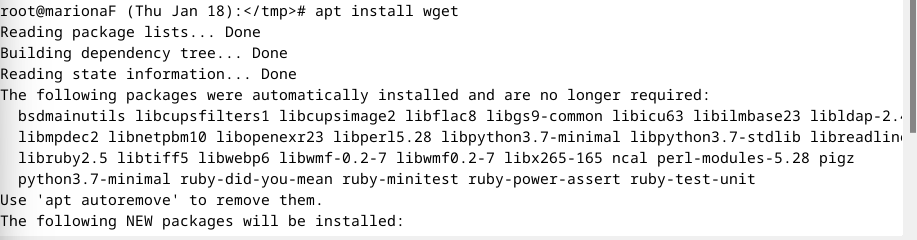 root@marionaF (Thu Jan 18):</tmp># apt install wget
Reading package lists... Done
Building dependency tree... Done
Reading state information... Done
The following packages were automatically installed and are no longer required:
bsdmainutils libcupsfilters1 libcupsimage2 libflac8 libgs9-common libicu63 libilmbase23 libldap-2.
libmpdec2 libnetpbm10 libopenexr23 libperl5.28 libpython3.7-minimal libpython3.7-stdlib libreadlin
libruby2.5 libtiff5 libwebp6 libwmf-0.2-7 libwmf0.2-7 libx265-165 ncal perl-modules-5.28 pigz
python3.7-minimal ruby-did-you-mean ruby-minitest ruby-power-assert ruby-test-unit
Use 'apt autoremove' to remove them.
The following NEW packages will be installed: